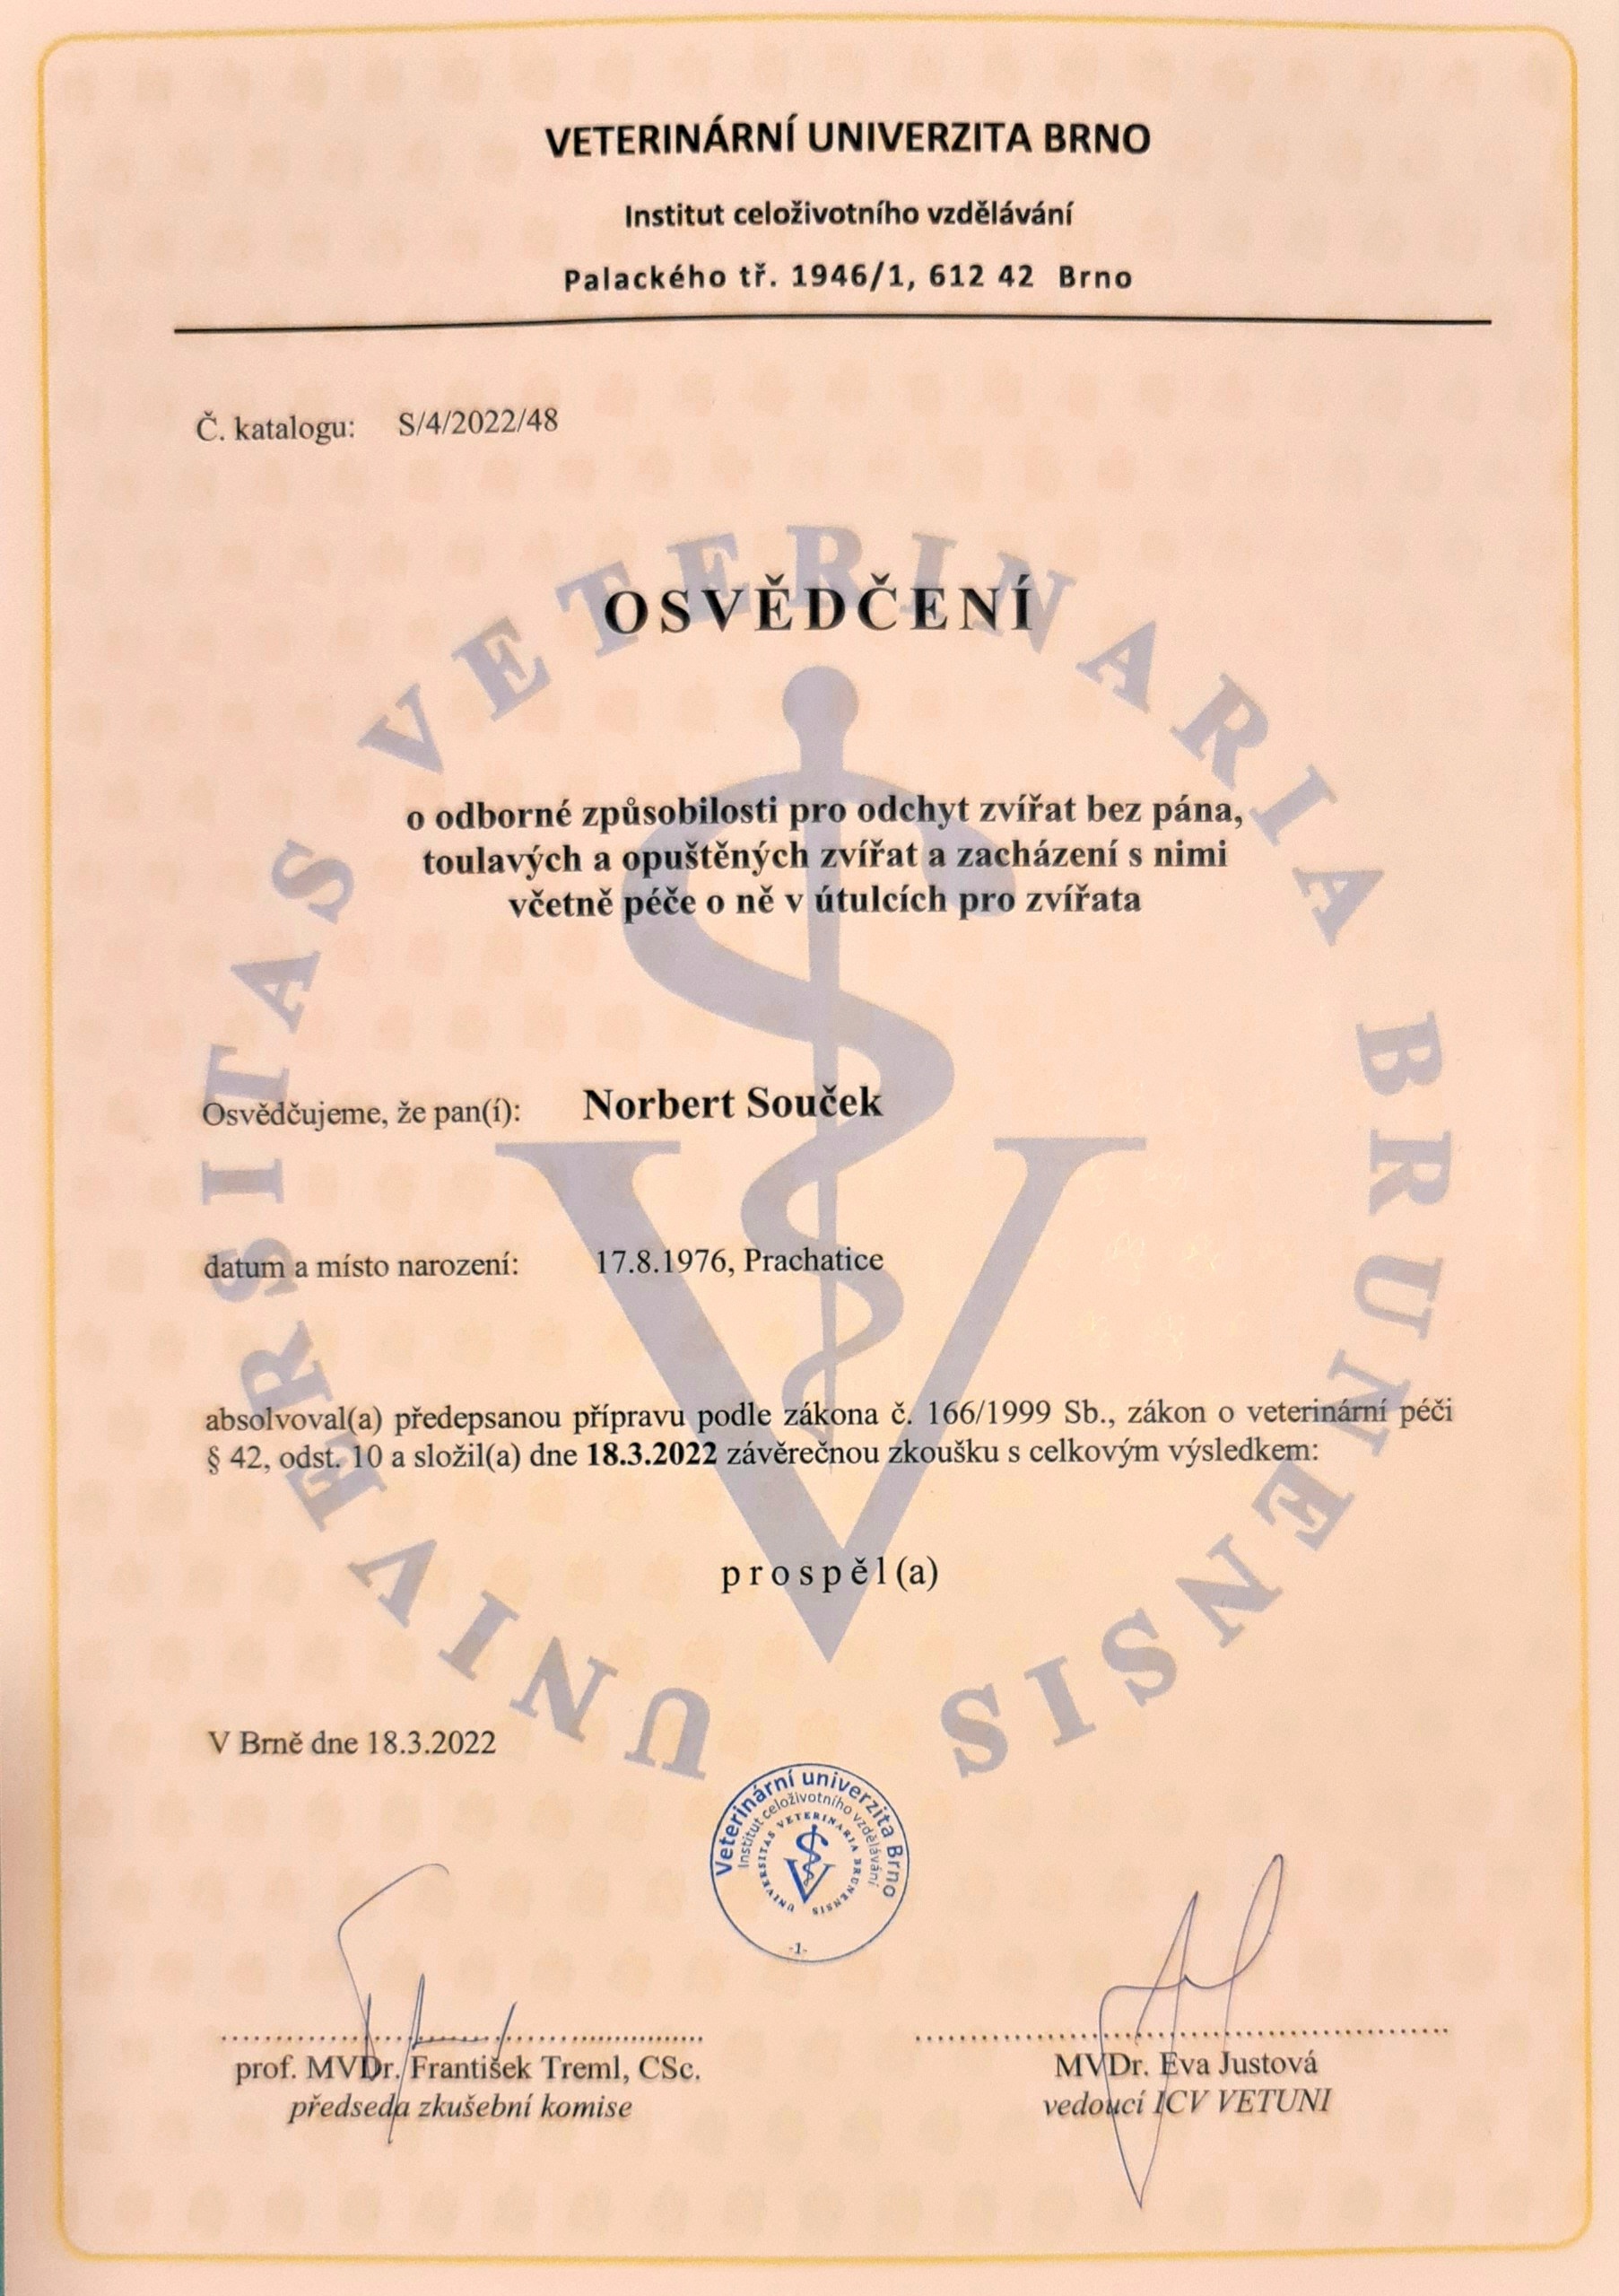 VETERINÁRNÍ UNIVERZITA BRNO
Institut celoživotního vzdělávání
Palackého tř. 1946/1, 612 42 Brno
Č. katalogu: S/4/2022/48
UNIVERSITAS VETERINARIA BRUNENSIS
OSVĚDČENÍ
o odborné způsobilosti pro odchyt zvířat bez pána,
toulavých a opuštěných zvířat a zacházení s nimi
včetně péče o ně v útulcích pro zvířata
Osvědčujeme, že pan(í): Norbert Souček
datum a místo narození: 17.8.1976, Prachatice
absolvoval(a) předepsanou přípravu podle zákona č. 166/1999 Sb., zákon o veterinární péči
§ 42, odst. 10 a složil(a) dne 18.3.2022 závěrečnou zkoušku s celkovým výsledkem:
prospěl(a)
V Brně dne 18.3.2022
Veterinární univerzita Brno
Institut celoživotního vzdělávání
UNIVERSITAS VETERINARIA BRUNENSIS
-1-
prof. MVDr. František Treml, CSc.
předseda zkušební komise
MVDr. Eva Justová
vedoucí ICV VETUNI